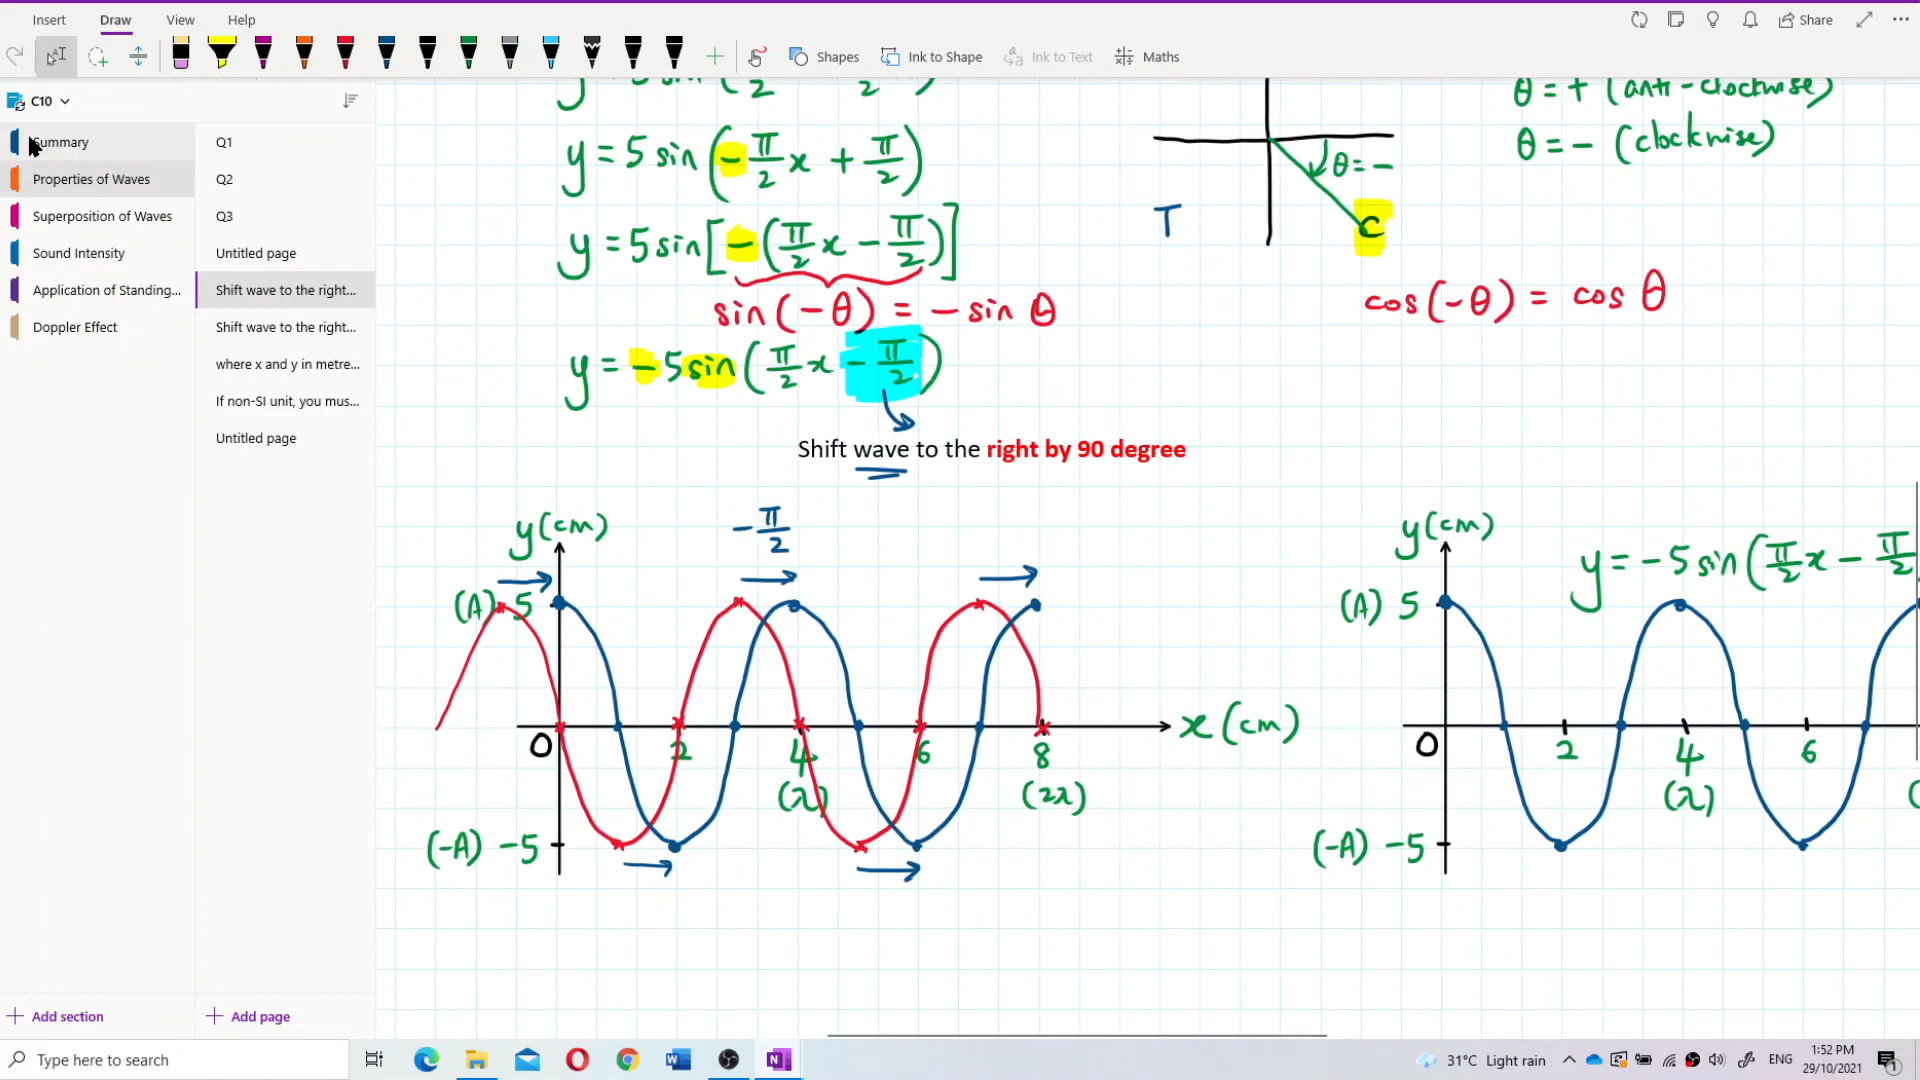 Insert Draw View Help
Share
Shapes Ink to Shape Ink to Text Maths
C10
Summary
Properties of Waves
Superposition of Waves
Sound Intensity
Application of Standing...
Doppler Effect
Q1
Q2
Q3
Untitled page
Shift wave to the right...
Shift wave to the right...
where x and y in metre...
If non-SI unit, you mus...
Untitled page
y = 5 sin (-π/2 x + π/2)
y = 5 sin [-(π/2 x - π/2)]
sin(-θ) = - sin θ
y = - 5 sin (π/2 x - π/2)
θ = + (anti-clockwise)
θ = - (clockwise)
θ = -
T
C
cos(-θ) = cos θ
Shift wave to the right by 90 degree
-π/2
y(cm)
(A) 5
0 2 4 6 8
x (cm)
(λ) (2λ)
(-A) -5
y(cm)
y = -5 sin (π/2 x - π/2
(A) 5
0 2 4 6
(λ)
(-A) -5
Add section
Add page
Type here to search
31°C Light rain
ENG
1:52 PM
29/10/2021
1